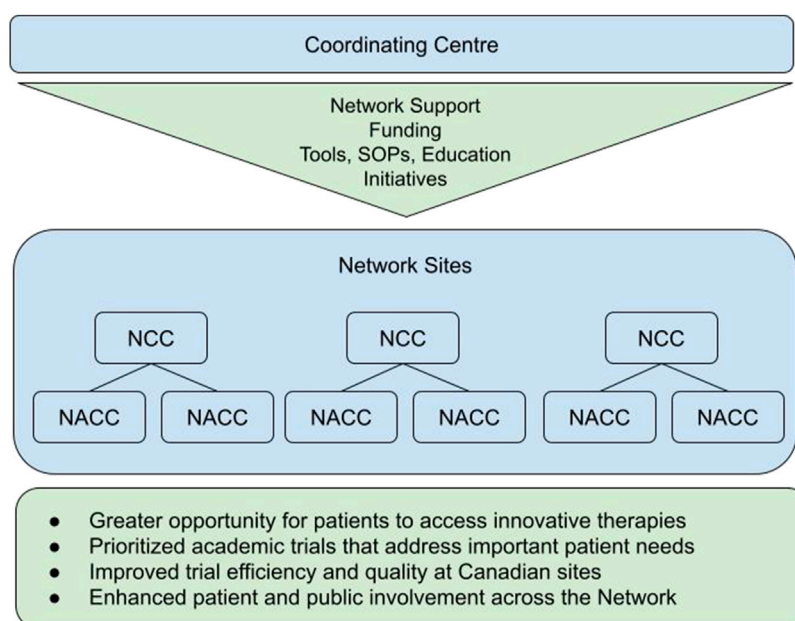 Coordinating Centre
Network Support
Funding
Tools, SOPs, Education
Initiatives
Network Sites
NCC NCC NCC
NACC NACC NACC NACC NACC NACC
● Greater opportunity for patients to access innovative therapies
● Prioritized academic trials that address important patient needs
● Improved trial efficiency and quality at Canadian sites
● Enhanced patient and public involvement across the Network